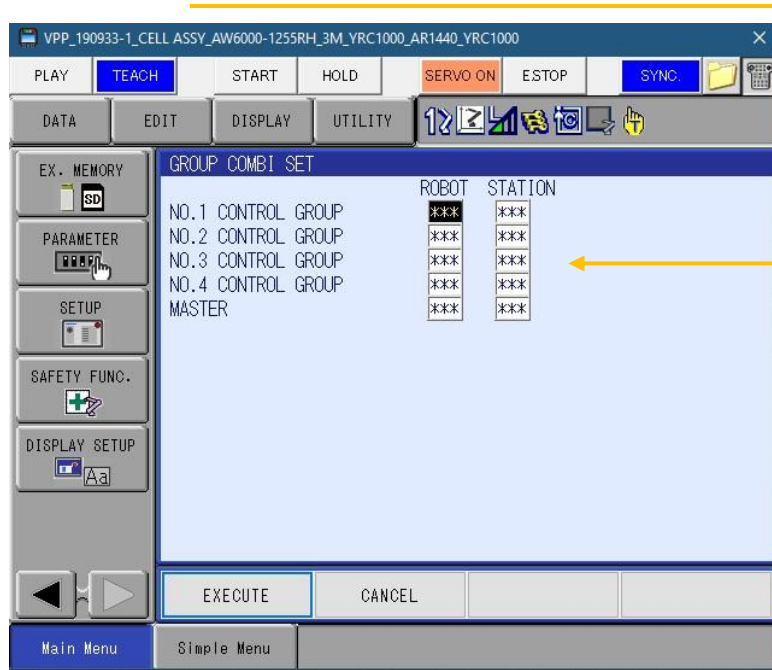 VPP_190933-1_CELL ASSY_AW6000-1255RH_3M_YRC1000_AR1440_YRC1000
PLAY TEACH START HOLD SERVO ON E.STOP SYNC.
DATA EDIT DISPLAY UTILITY
EX. MEMORY
SD
PARAMETER
SETUP
SAFETY FUNC.
DISPLAY SETUP
Aa
GROUP COMBI SET
ROBOT STATION
NO.1 CONTROL GROUP *** ***
NO.2 CONTROL GROUP *** ***
NO.3 CONTROL GROUP *** ***
NO.4 CONTROL GROUP *** ***
MASTER *** ***
EXECUTE CANCEL
Main Menu Simple Menu